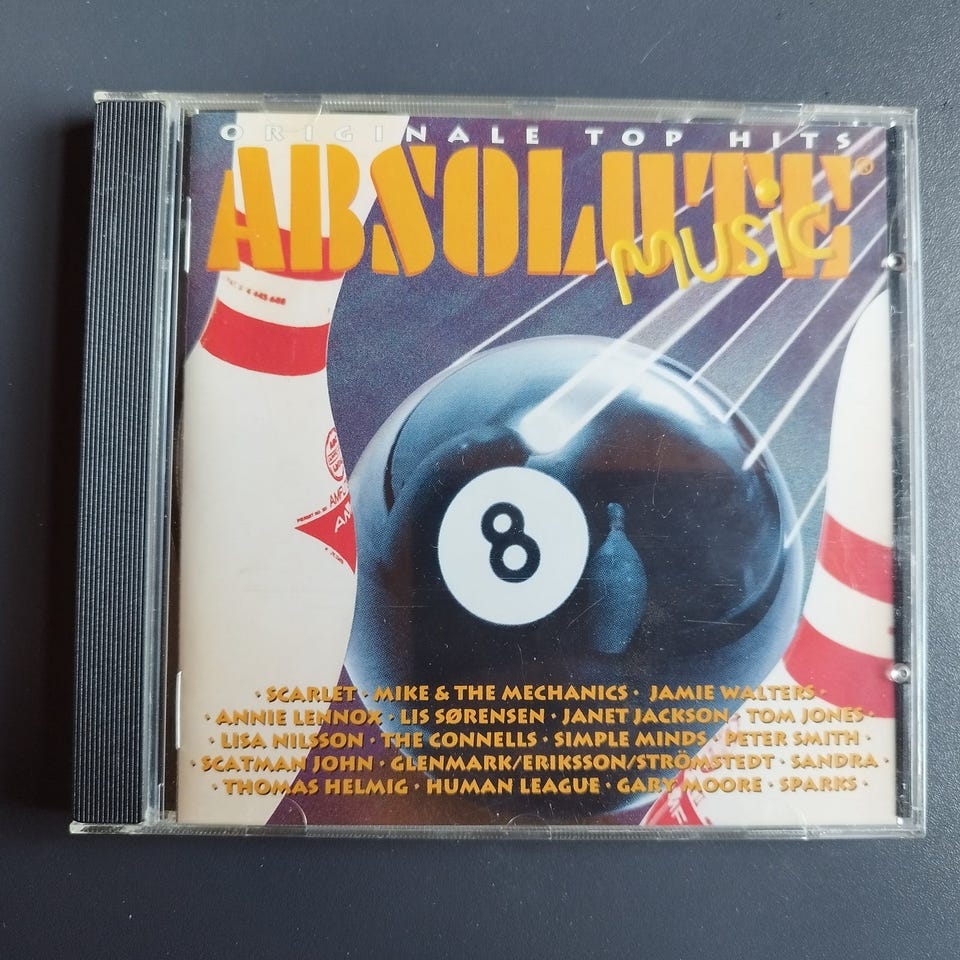 ORIGINALE TOP HITS
ABSOLUTE®
MUSIC
8
· SCARLET · MIKE & THE MECHANICS · JAMIE WALTERS ·
· ANNIE LENNOX · LIS SØRENSEN · JANET JACKSON · TOM JONES ·
· LISA NILSSON · THE CONNELLS · SIMPLE MINDS · PETER SMITH ·
· SCATMAN JOHN · GLENMARK/ERIKSSON/STRÖMSTEDT · SANDRA ·
· THOMAS HELMIG · HUMAN LEAGUE · GARY MOORE · SPARKS ·